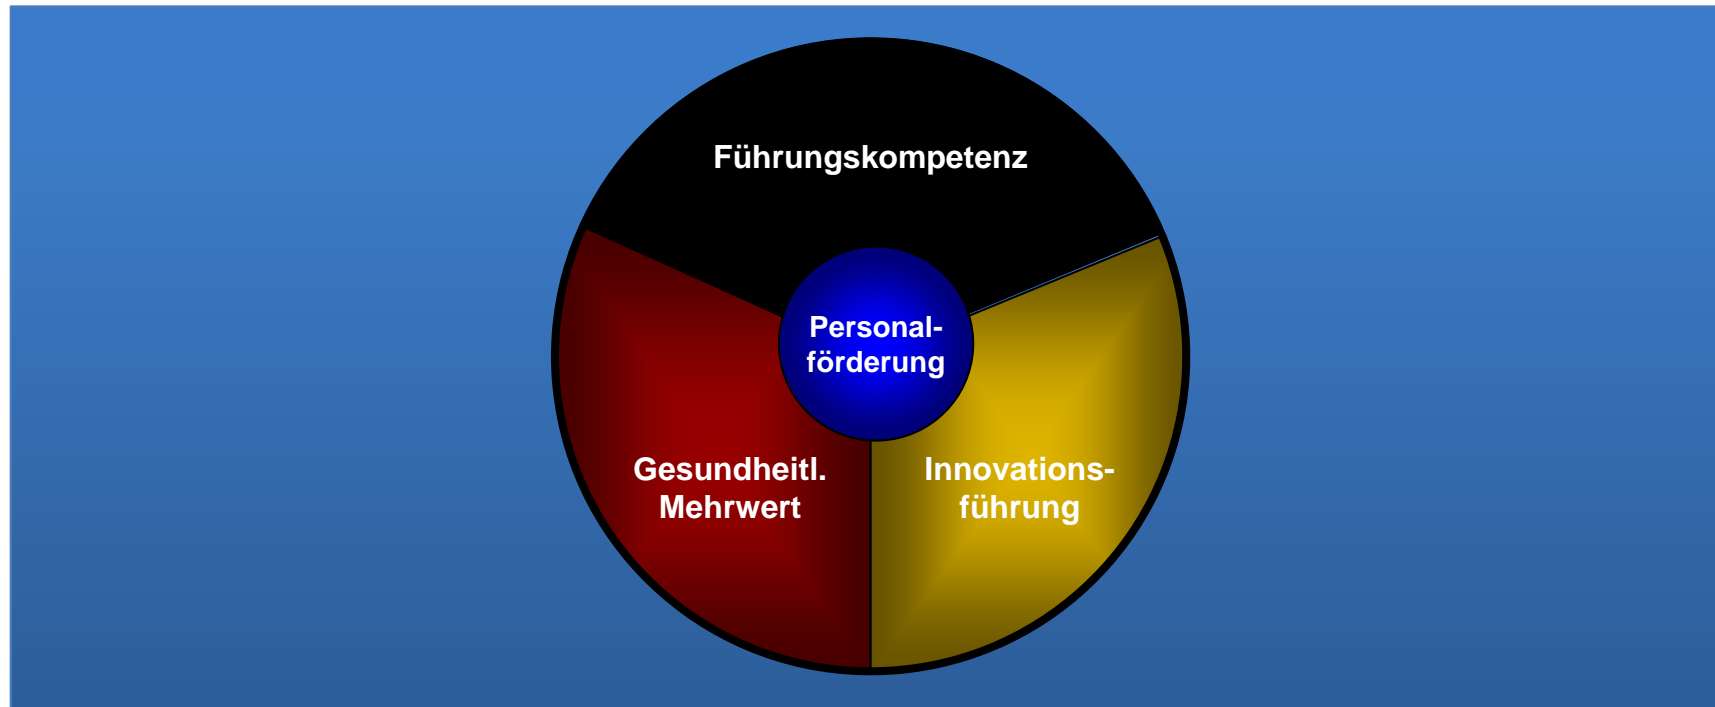 Führungskompetenz
Personal-
förderung
Gesundheitl.
Mehrwert
Innovations-
führung